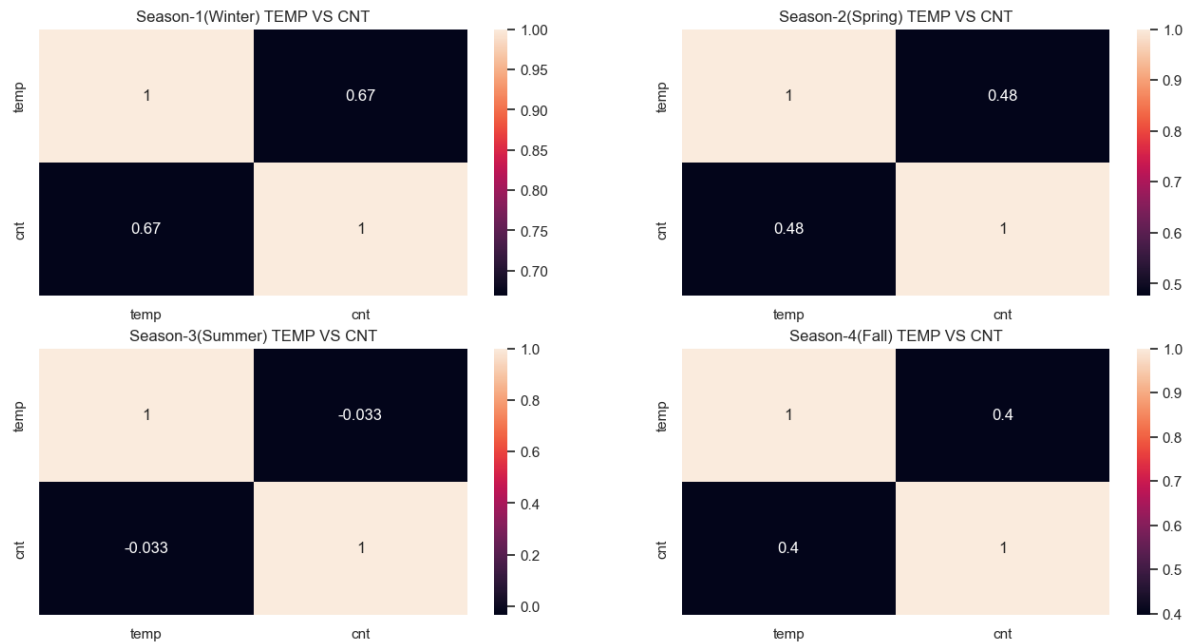 Season-1(Winter) TEMP VS CNT
temp
cnt
1
0.67
0.67
1
temp
cnt
1.00
0.95
0.90
0.85
0.80
0.75
0.70
Season-2(Spring) TEMP VS CNT
temp
cnt
1
0.48
0.48
1
temp
cnt
1.0
0.9
0.8
0.7
0.6
0.5
Season-3(Summer) TEMP VS CNT
temp
cnt
1
-0.033
-0.033
1
temp
cnt
1.0
0.8
0.6
0.4
0.2
0.0
Season-4(Fall) TEMP VS CNT
temp
cnt
1
0.4
0.4
1
temp
cnt
1.0
0.9
0.8
0.7
0.6
0.5
0.4